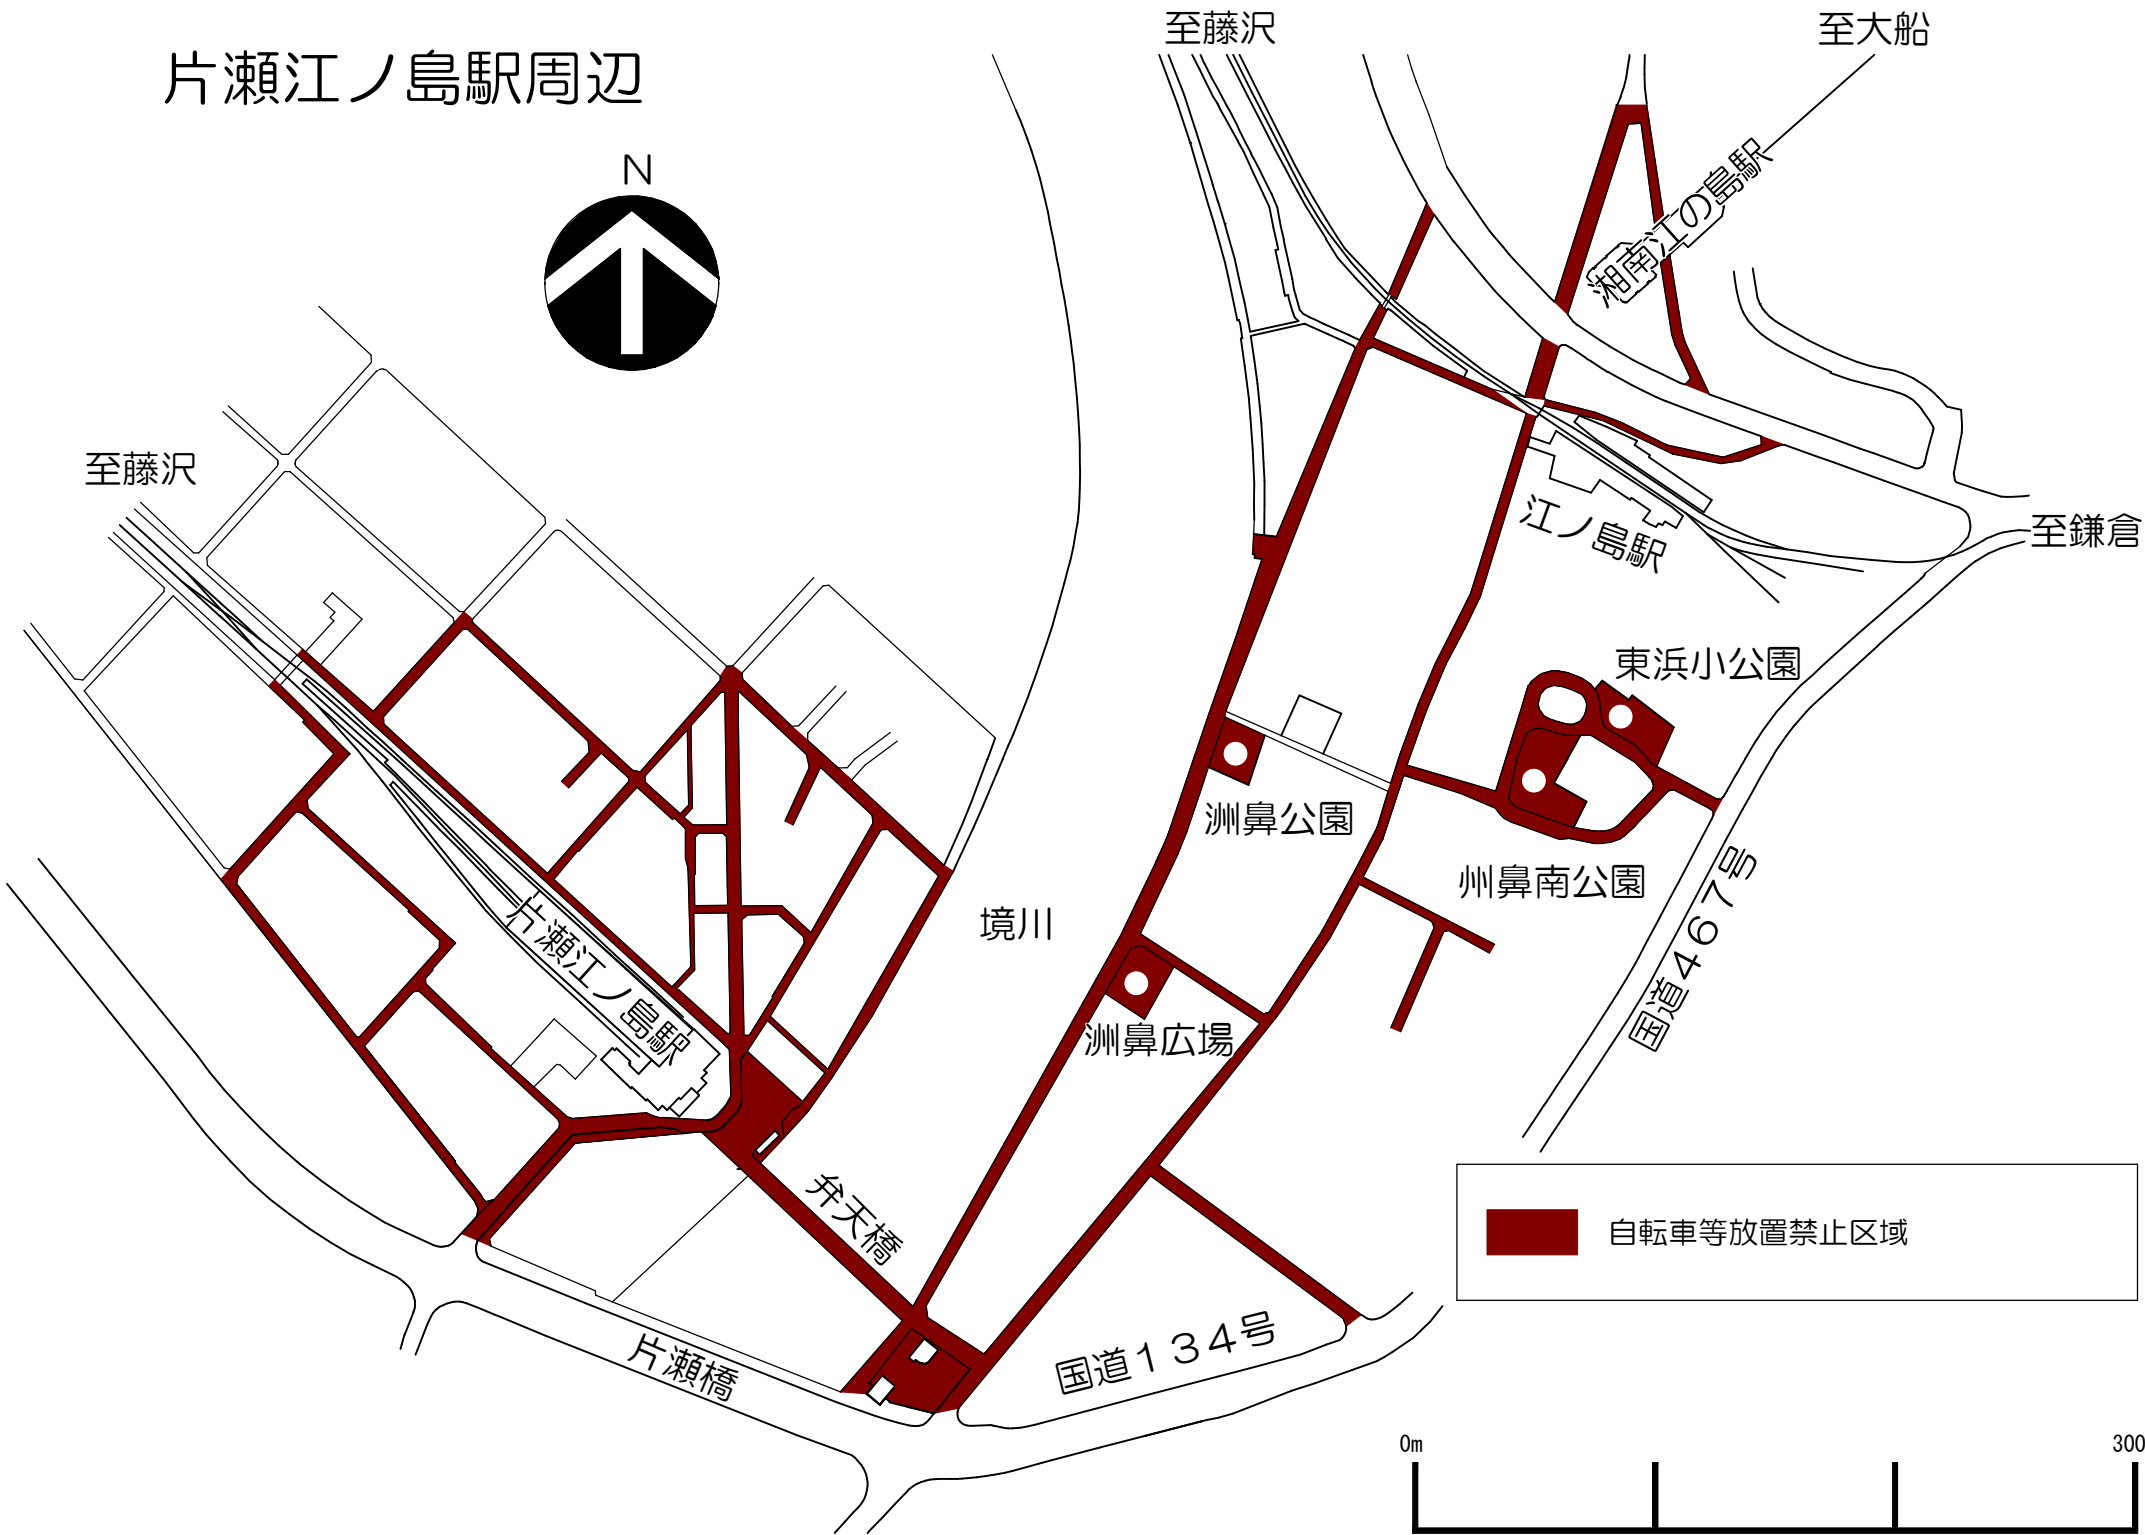 至藤沢
至大船
片瀬江ノ島駅周辺
N
湘南江の島駅
至藤沢
江ノ島駅
至鎌倉
東浜小公園
洲鼻公園
州鼻南公園
国道467号
境川
片瀬江ノ島駅
洲鼻広場
弁天橋
自転車等放置禁止区域
片瀬橋
国道134号
0m
300